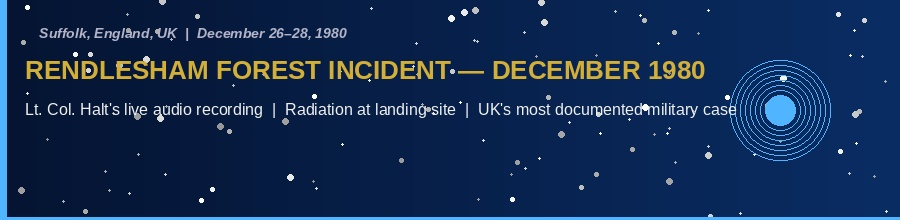 Suffolk, England, UK | December 26–28, 1980
RENDLESHAM FOREST INCIDENT — DECEMBER 1980
Lt. Col. Halt's live audio recording | Radiation at landing site | UK's most documented military case